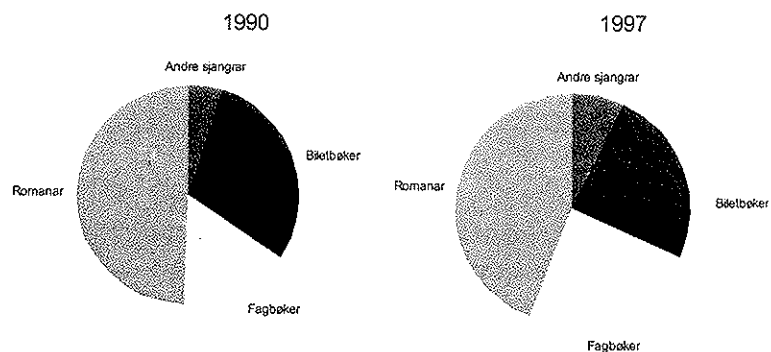 1990
Andre sjangrar
Biletbøker
Romanar
Fagbøker
1997
Andre sjangrar
Romanar
Biletbøker
Fagbøker